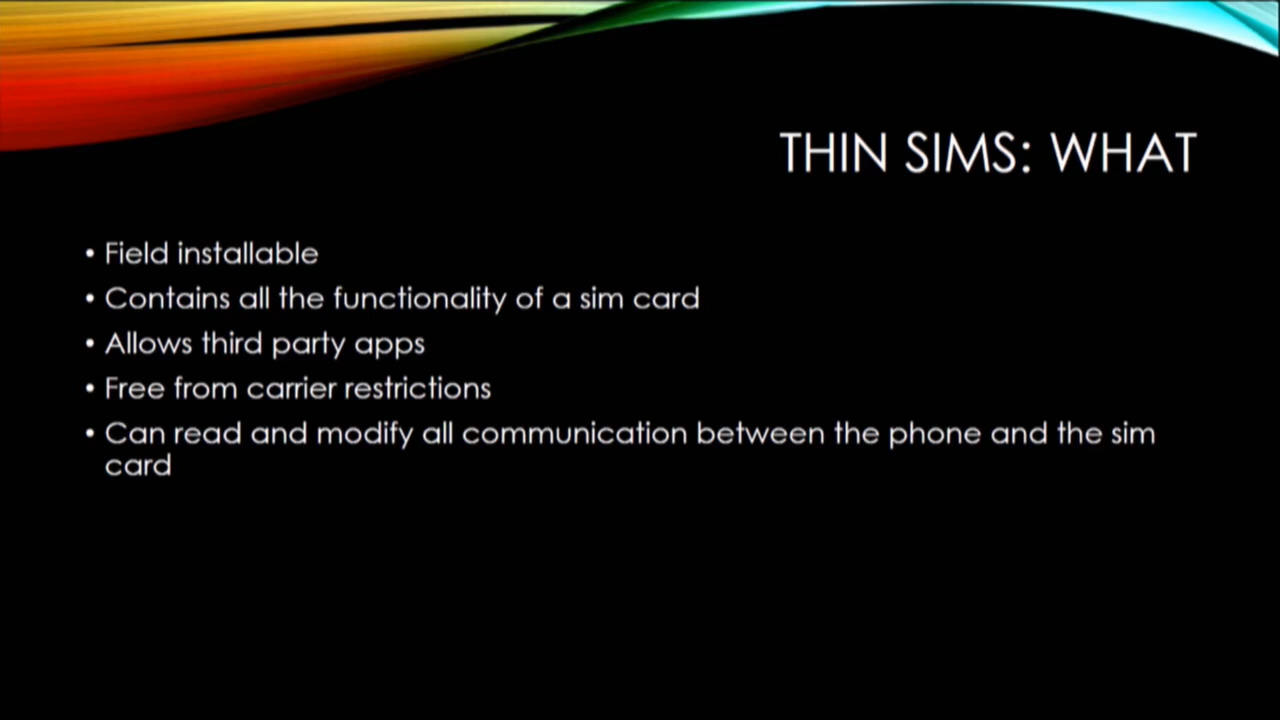 THIN SIMS: WHAT
• Field installable
• Contains all the functionality of a sim card
• Allows third party apps
• Free from carrier restrictions
• Can read and modify all communication between the phone and the sim
card